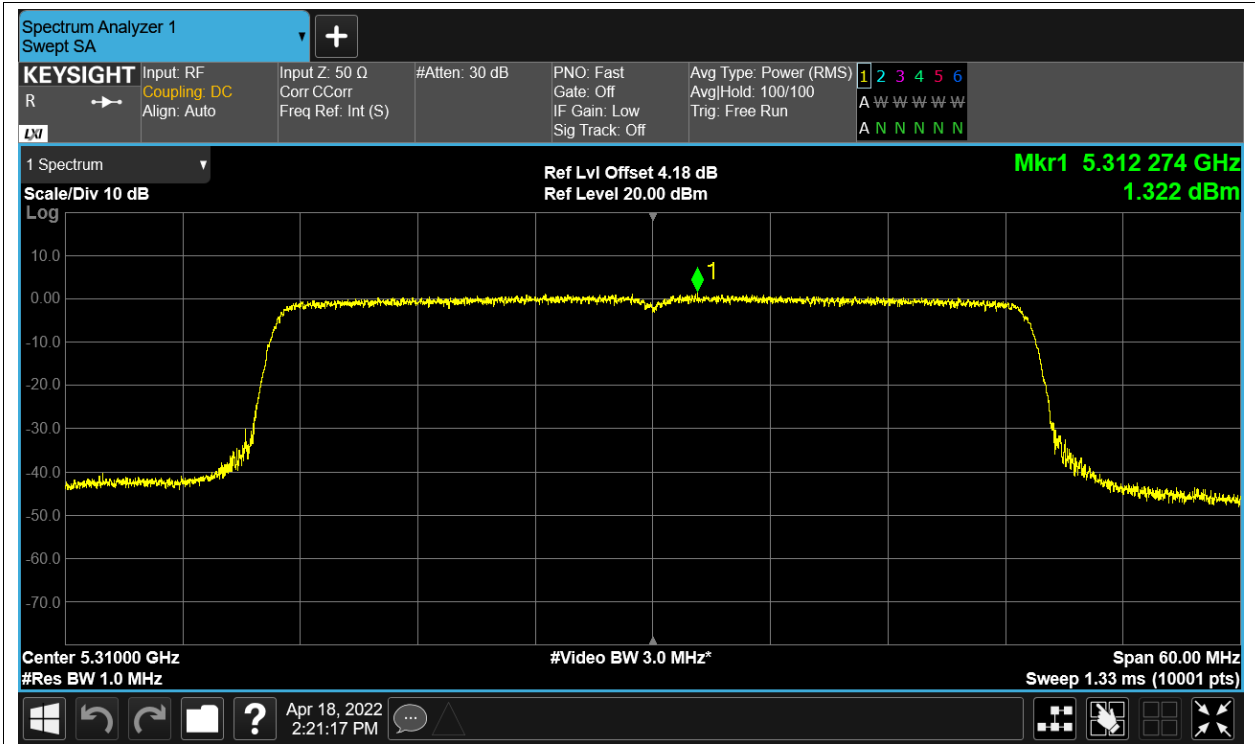 Spectrum Analyzer 1
Swept SA
KEYSIGHT
R
LXI
Input: RF
Coupling: DC
Align: Auto
Input Z: 50 Ω
Corr CCorr
Freq Ref: Int (S)
#Atten: 30 dB
PNO: Fast
Gate: Off
IF Gain: Low
Sig Track: Off
Avg Type: Power (RMS)
Avg|Hold: 100/100
Trig: Free Run
1 2 3 4 5 6
A W W W W W
A N N N N N
1 Spectrum
Scale/Div 10 dB
Log
Ref Lvl Offset 4.18 dB
Ref Level 20.00 dBm
Mkr1 5.312 274 GHz
1.322 dBm
1
10.0
0.00
-10.0
-20.0
-30.0
-40.0
-50.0
-60.0
-70.0
Center 5.31000 GHz
#Res BW 1.0 MHz
#Video BW 3.0 MHz*
Span 60.00 MHz
Sweep 1.33 ms (10001 pts)
?
Apr 18, 2022
2:21:17 PM